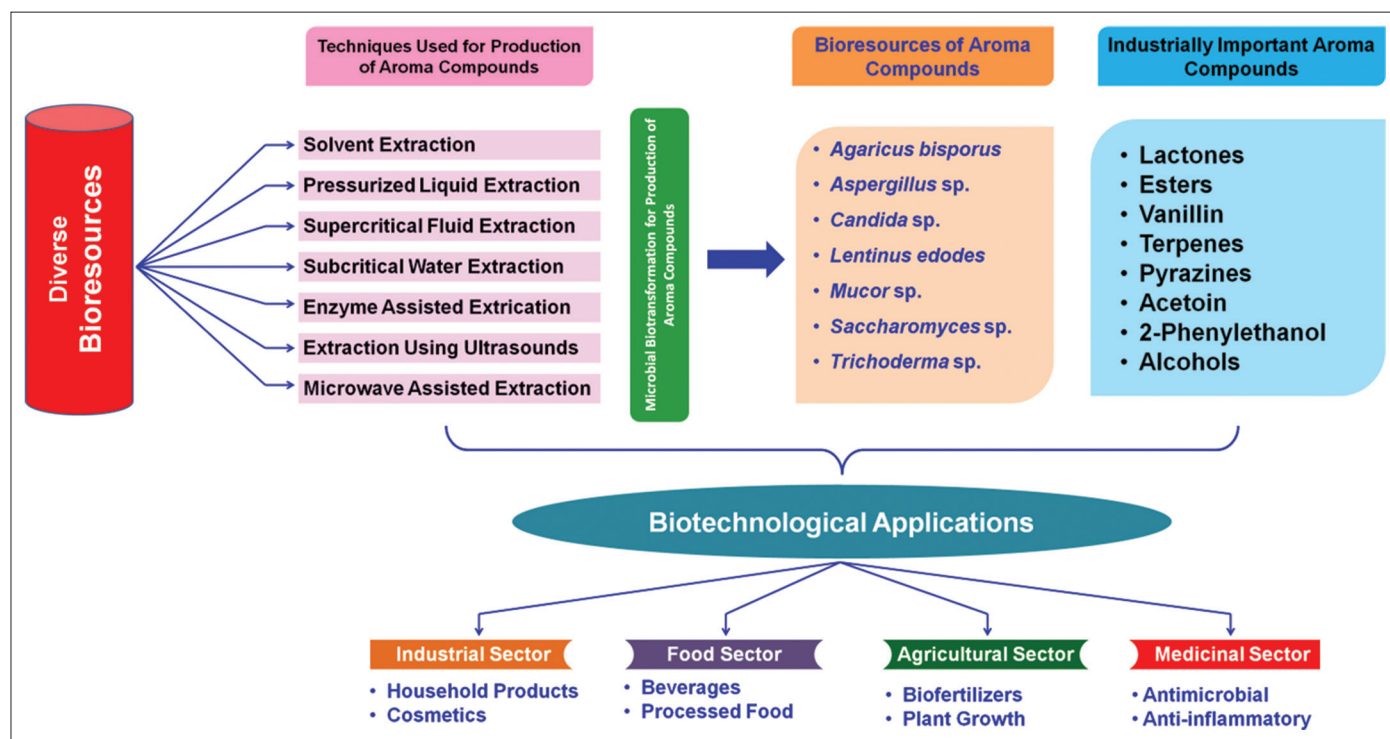 Techniques Used for Production
of Aroma Compounds
Bioresources of Aroma
Compounds
Industrially Important Aroma
Compounds
Diverse
Bioresources
Solvent Extraction
Pressurized Liquid Extraction
Supercritical Fluid Extraction
Subcritical Water Extraction
Enzyme Assisted Extrication
Extraction Using Ultrasounds
Microwave Assisted Extraction
Microbial Biotransformation for Production of
Aroma Compounds
• Agaricus bisporus
• Aspergillus sp.
• Candida sp.
• Lentinus edodes
• Mucor sp.
• Saccharomyces sp.
• Trichoderma sp.
• Lactones
• Esters
• Vanillin
• Terpenes
• Pyrazines
• Acetoin
• 2-Phenylethanol
• Alcohols
Biotechnological Applications
Industrial Sector
• Household Products
• Cosmetics
Food Sector
• Beverages
• Processed Food
Agricultural Sector
• Biofertilizers
• Plant Growth
Medicinal Sector
• Antimicrobial
• Anti-inflammatory